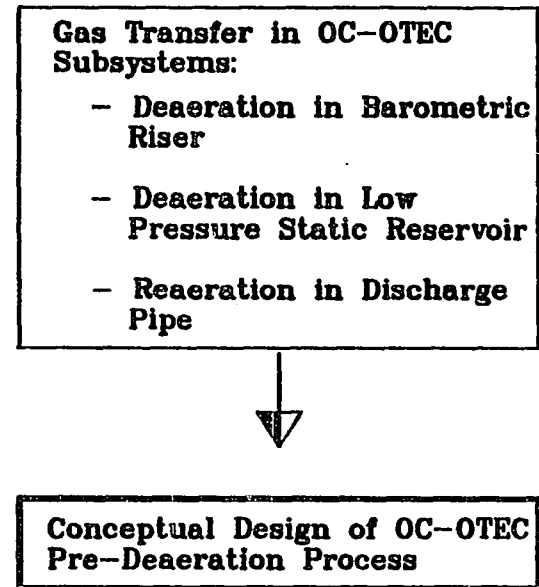 Gas Transfer in OC-OTEC
Subsystems:
- Deaeration in Barometric
Riser
- Deaeration in Low
Pressure Static Reservoir
- Reaeration in Discharge
Pipe
Conceptual Design of OC-OTEC
Pre-Deaeration Process